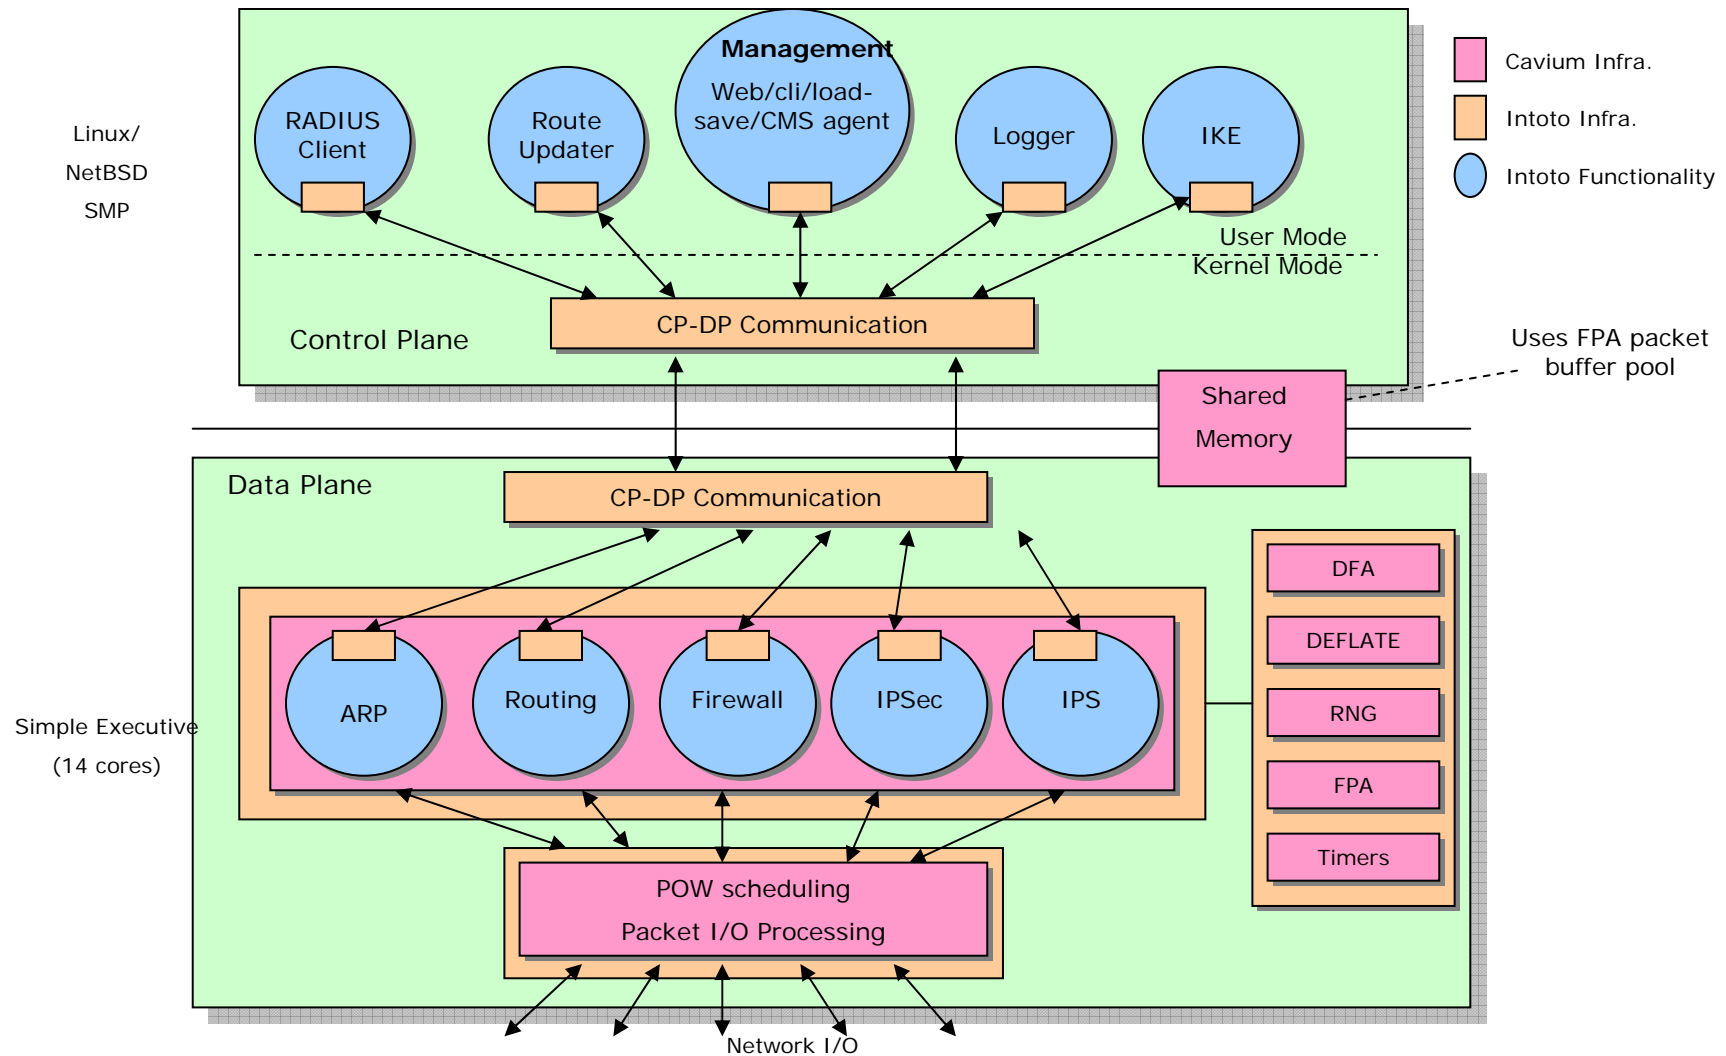 Management
Web/cli/load-
save/CMS agent
RADIUS
Client
Route
Updater
Logger
IKE
Cavium Infra.
Intoto Infra.
Intoto Functionality
Linux/
NetBSD
SMP
User Mode
Kernel Mode
CP-DP Communication
Control Plane
Uses FPA packet
buffer pool
Shared
Memory
Data Plane
CP-DP Communication
DFA
DEFLATE
RNG
FPA
Timers
ARP
Routing
Firewall
IPSec
IPS
Simple Executive
(14 cores)
POW scheduling
Packet I/O Processing
Network I/O